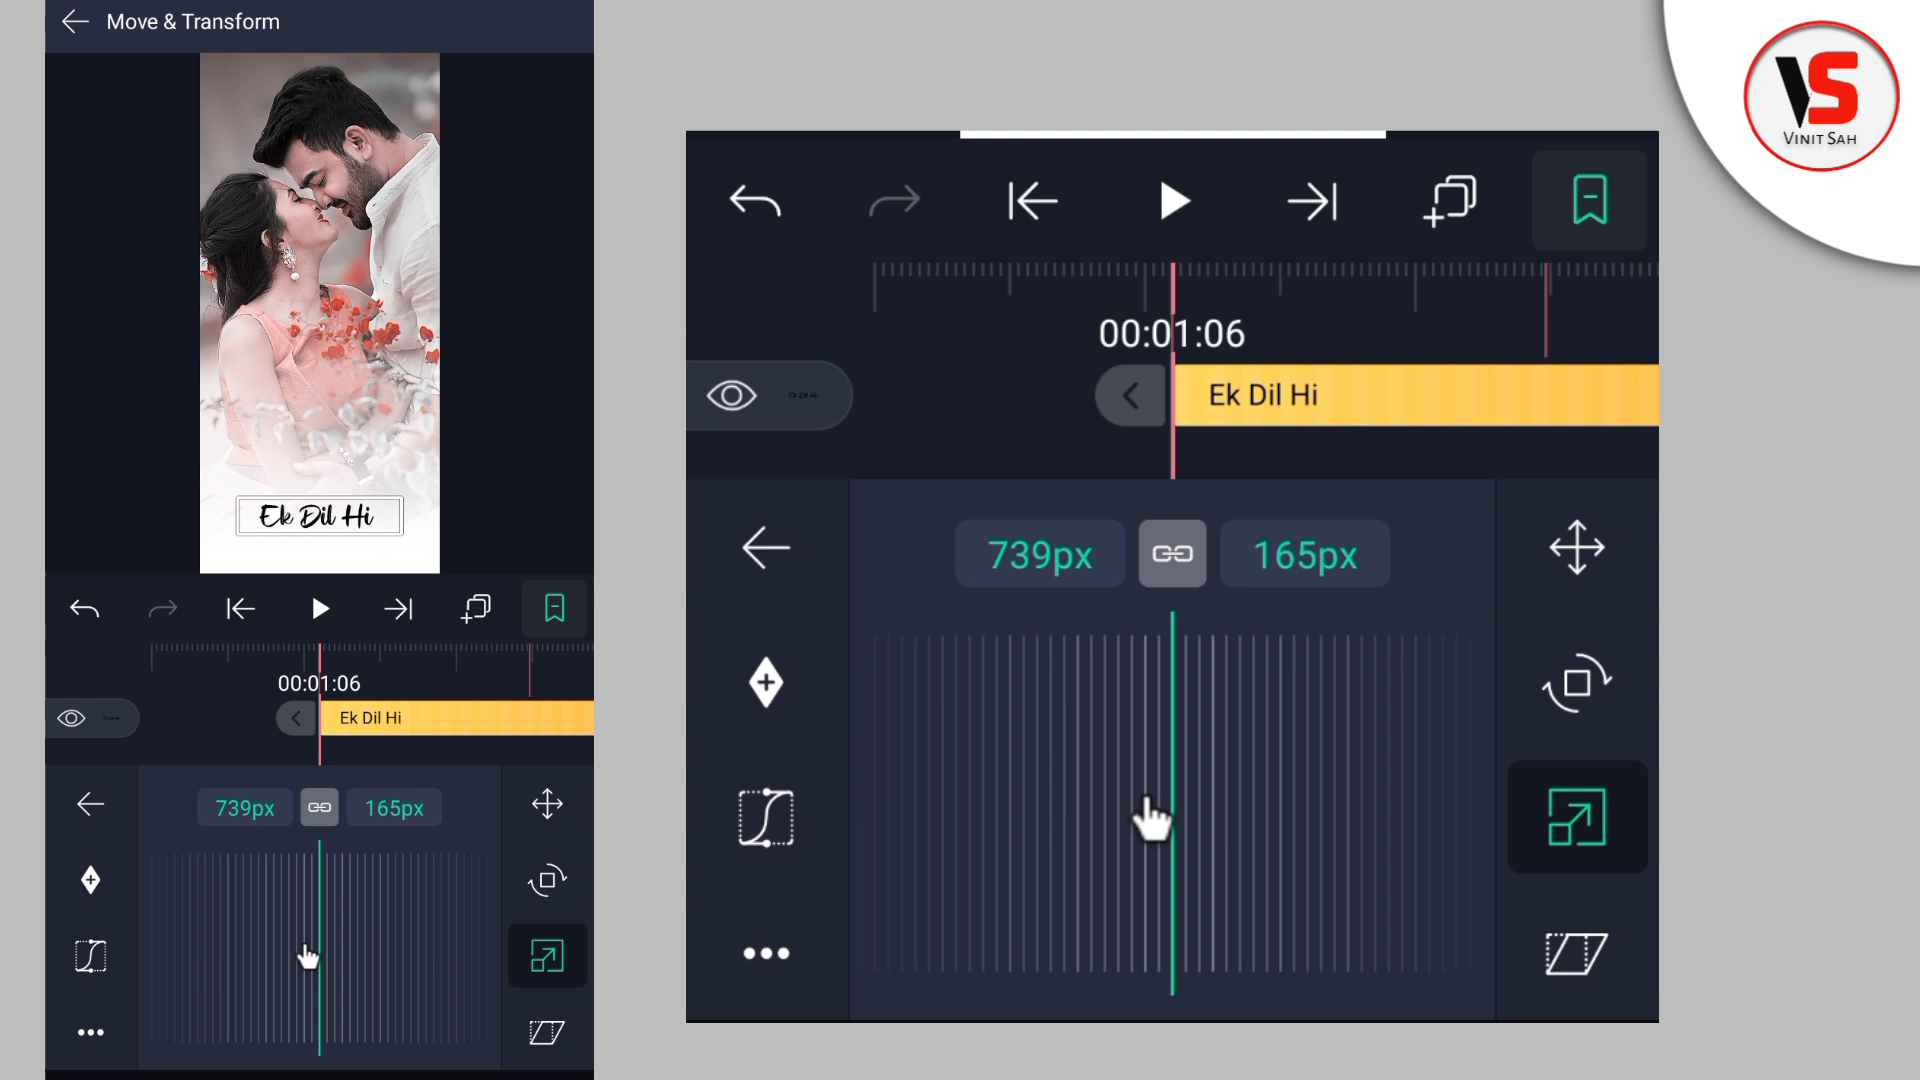 Move & Transform
Ek Dil Hi
00:01:06
Ek Dil Hi
739px
165px
00:01:06
Ek Dil Hi
739px
165px
VS
VINIT SAH